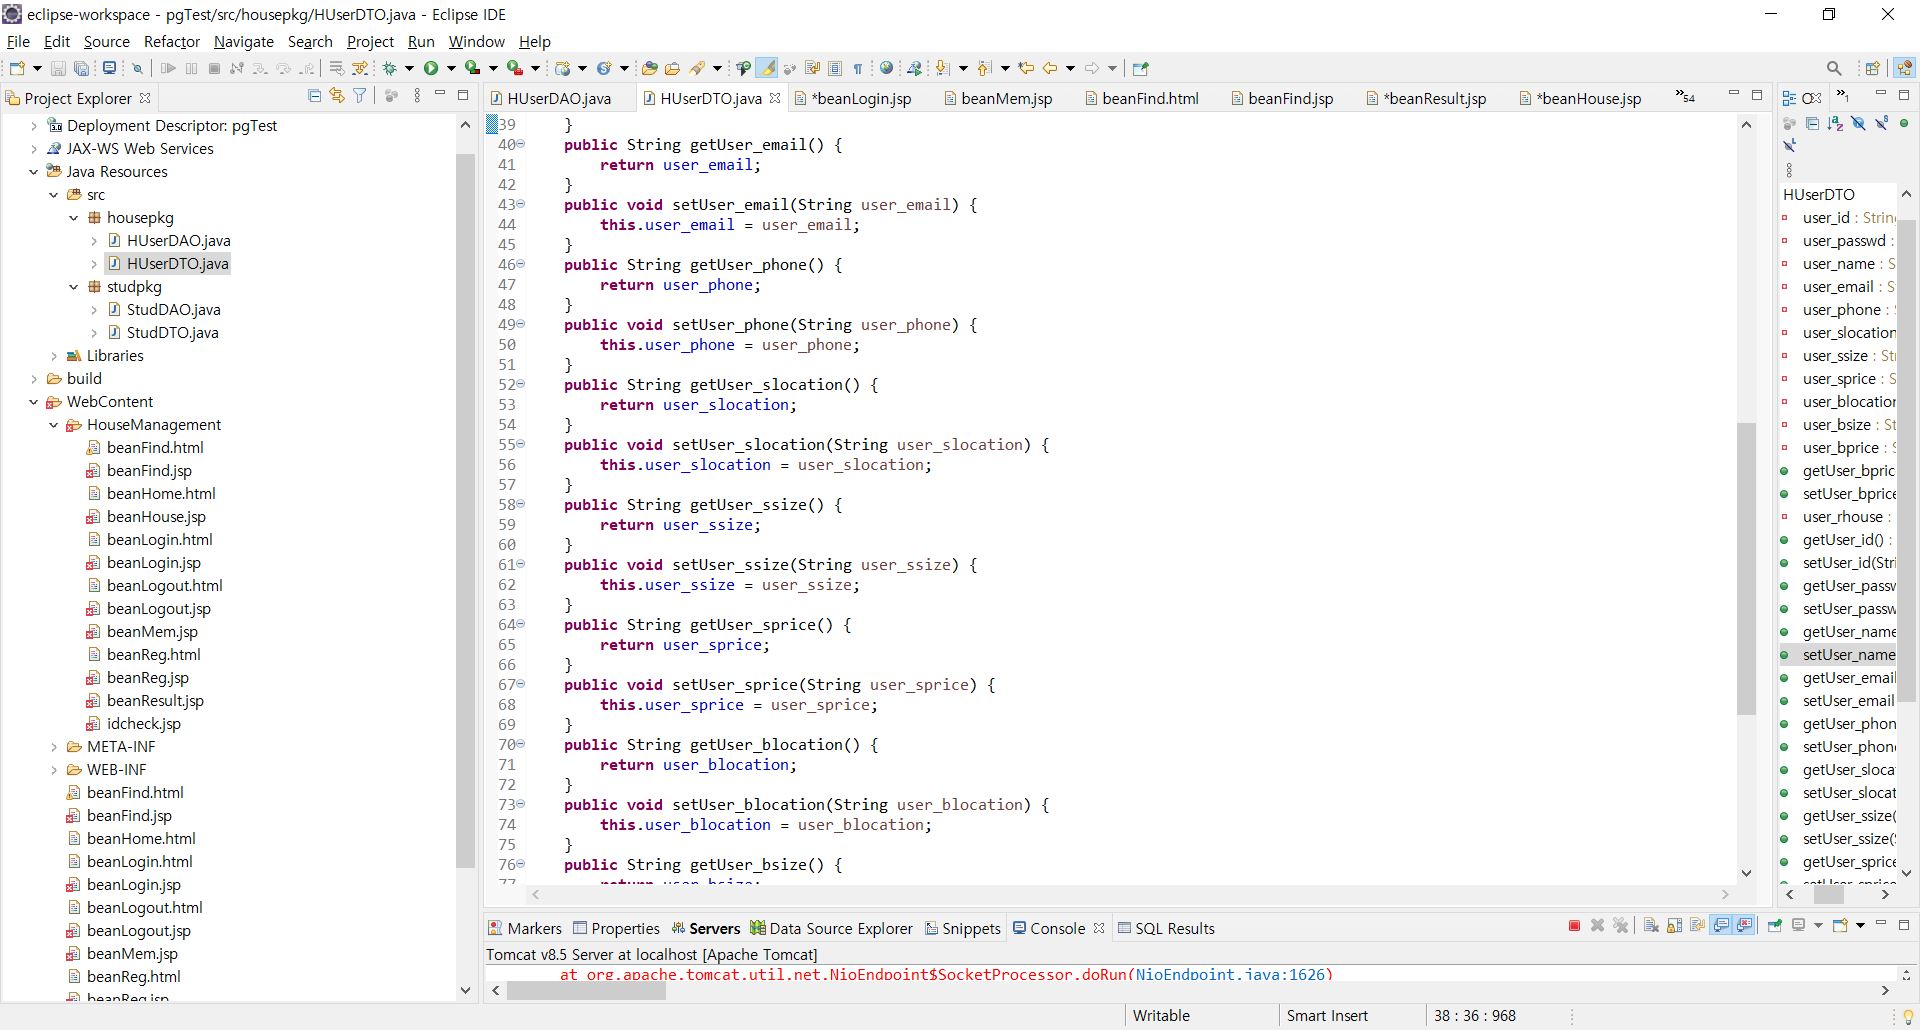 eclipse-workspace - pgTest/src/housepkg/HUserDTO.java - Eclipse IDE
File Edit Source Refactor Navigate Search Project Run Window Help
Project Explorer
Deployment Descriptor: pgTest
JAX-WS Web Services
Java Resources
src
housepkg
HUserDAO.java
HUserDTO.java
studpkg
StudDAO.java
StudDTO.java
Libraries
build
WebContent
HouseManagement
beanFind.html
beanFind.jsp
beanHome.html
beanHouse.jsp
beanLogin.html
beanLogin.jsp
beanLogout.html
beanLogout.jsp
beanMem.jsp
beanReg.html
beanReg.jsp
beanResult.jsp
idcheck.jsp
META-INF
WEB-INF
beanFind.html
beanFind.jsp
beanHome.html
beanLogin.html
beanLogin.jsp
beanLogout.html
beanLogout.jsp
beanMem.jsp
beanReg.html
beanReg.jsp
HUserDAO.java HUserDTO.java *beanLogin.jsp beanMem.jsp beanFind.html beanFind.jsp *beanResult.jsp *beanHouse.jsp »54
39 }
40 public String getUser_email() {
41 return user_email;
42 }
43 public void setUser_email(String user_email) {
44 this.user_email = user_email;
45 }
46 public String getUser_phone() {
47 return user_phone;
48 }
49 public void setUser_phone(String user_phone) {
50 this.user_phone = user_phone;
51 }
52 public String getUser_slocation() {
53 return user_slocation;
54 }
55 public void setUser_slocation(String user_slocation) {
56 this.user_slocation = user_slocation;
57 }
58 public String getUser_ssize() {
59 return user_ssize;
60 }
61 public void setUser_ssize(String user_ssize) {
62 this.user_ssize = user_ssize;
63 }
64 public String getUser_sprice() {
65 return user_sprice;
66 }
67 public void setUser_sprice(String user_sprice) {
68 this.user_sprice = user_sprice;
69 }
70 public String getUser_blocation() {
71 return user_blocation;
72 }
73 public void setUser_blocation(String user_blocation) {
74 this.user_blocation = user_blocation;
75 }
76 public String getUser_bsize() {
77 return user_bsize;
»1
HUserDTO
user_id : String
user_passwd :
user_name : S
user_email : S
user_phone :
user_slocation
user_ssize : St
user_sprice : S
user_blocation
user_bsize : St
user_bprice :
getUser_bpric
setUser_bprice
user_rhouse :
getUser_id() :
setUser_id(Stri
getUser_passw
setUser_passw
getUser_name
setUser_name
getUser_email
setUser_email
getUser_phon
setUser_phon
getUser_sloca
setUser_slocat
getUser_ssize(
setUser_ssize(
getUser_sprice
setUser_sprice
Markers Properties Servers Data Source Explorer Snippets Console SQL Results
Tomcat v8.5 Server at localhost [Apache Tomcat]
at org.apache.tomcat.util.net.NioEndpoint$SocketProcessor.doRun(NioEndpoint.java:1626)
Writable Smart Insert 38 : 36 : 968